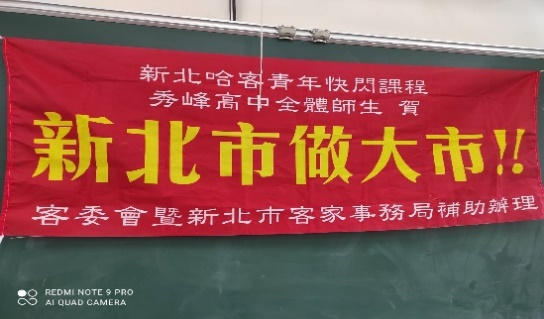 新北哈客青年快閃課程
秀峰高中全體師生 賀
新北市做大市!!
客委會暨新北市客家事務局補助辦理
REDMI NOTE 9 PRO
AI QUAD CAMERA